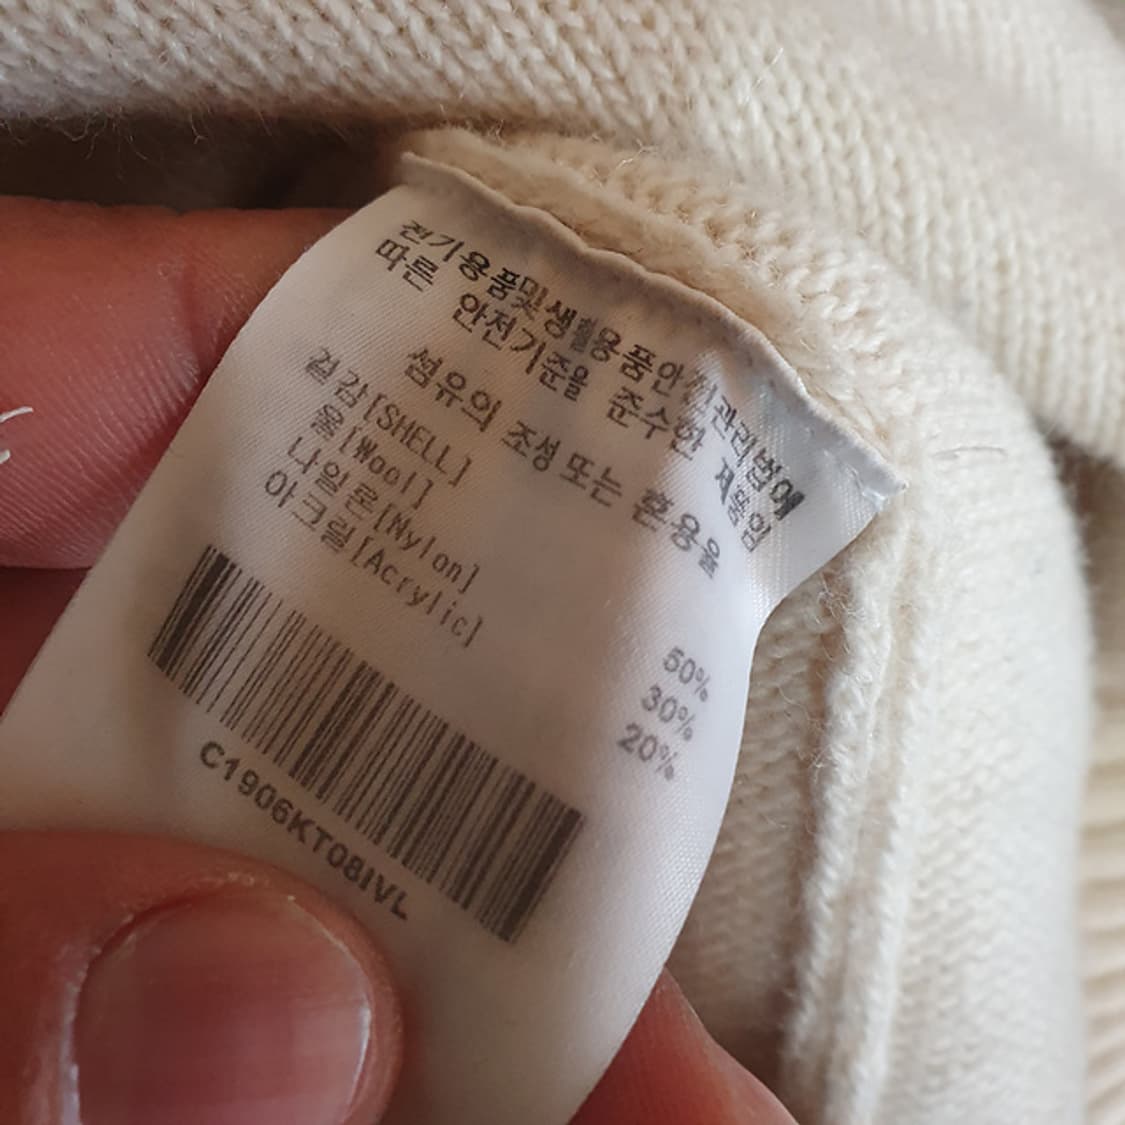 전기용품및생활용품안전관리법에
따른 안전기준을 준수한 제품임
섬유의 조성 또는 혼용율
겉감[SHELL]
울[Wool] 50%
나일론[Nylon] 30%
아크릴[Acrylic] 20%
C1906KT08IVL